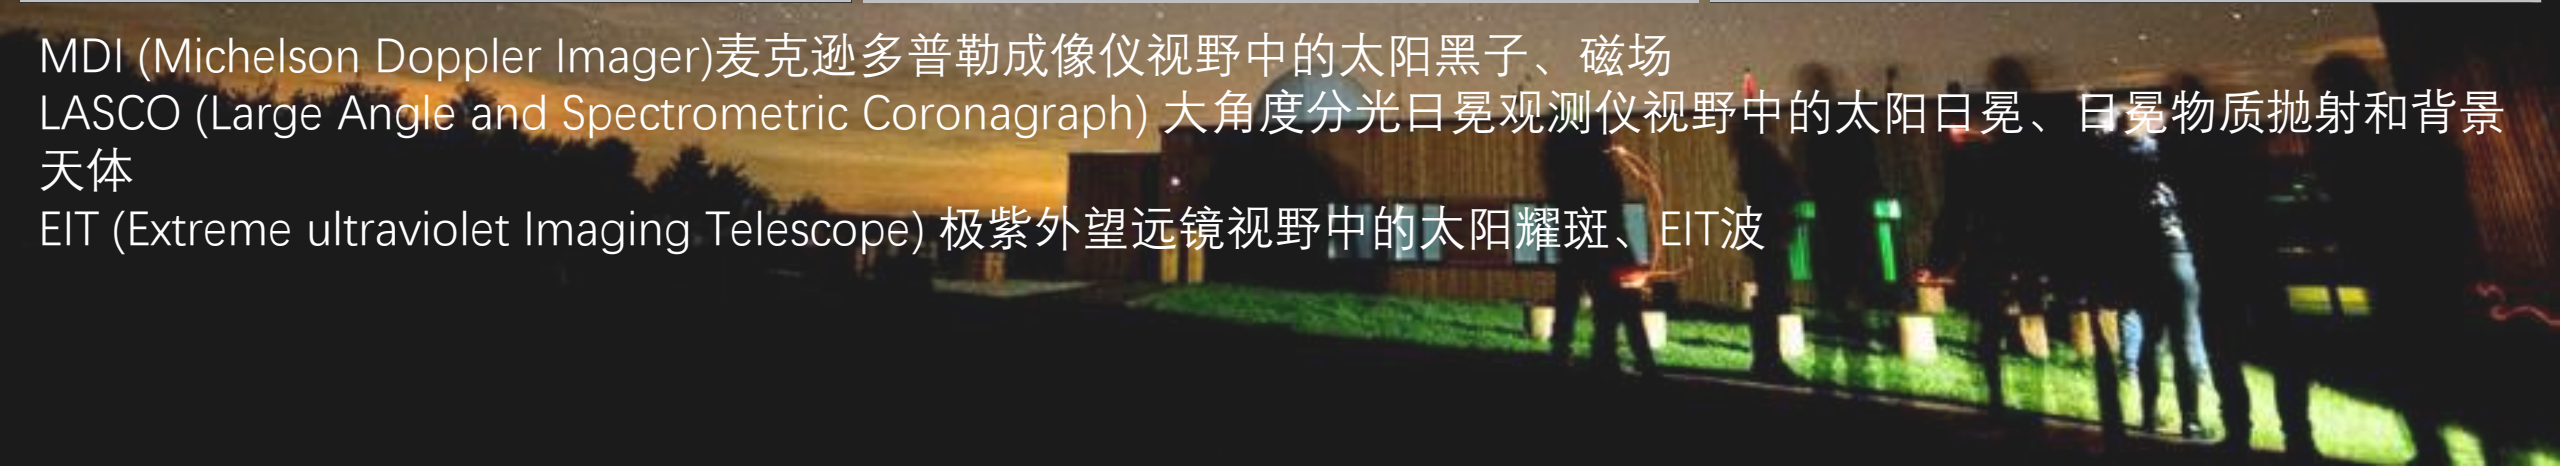 MDI (Michelson Doppler Imager)麦克逊多普勒成像仪视野中的太阳黑子、磁场
LASCO (Large Angle and Spectrometric Coronagraph) 大角度分光日冕观测仪视野中的太阳日冕、日冕物质抛射和背景
天体
EIT (Extreme ultraviolet Imaging Telescope) 极紫外望远镜视野中的太阳耀斑、EIT波